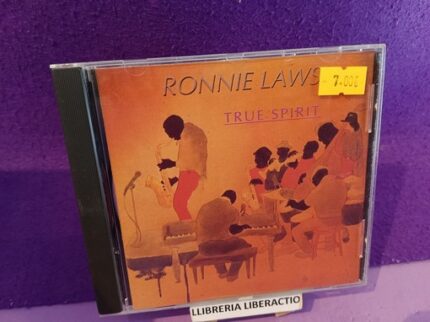 RONNIE LAWS
7.00€
TRUE SPIRIT
LLIBRERIA LIBERACTIO